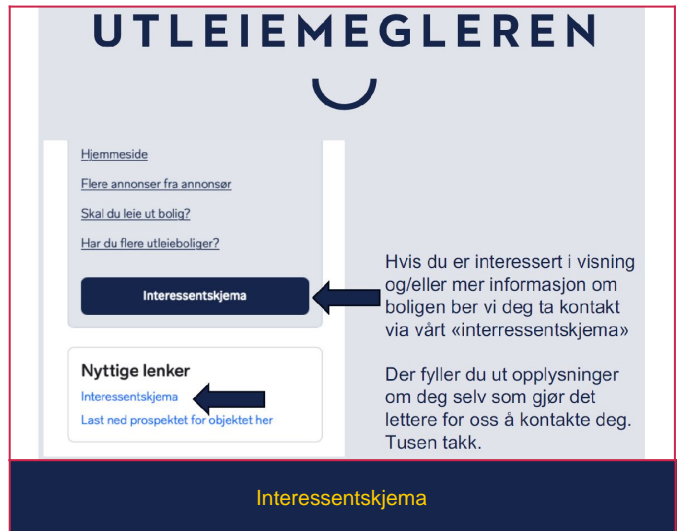 UTLEIEMEGLEREN
Hjemmeside
Flere annonser fra annonsør
Skal du leie ut bolig?
Har du flere utleieboliger?
Interessentskjema
Nyttige lenker
Interessentskjema
Last ned prospektet for objektet her
Hvis du er interessert i visning
og/eller mer informasjon om
boligen ber vi deg ta kontakt
via vårt «interressentskjema»
Der fyller du ut opplysninger
om deg selv som gjør det
lettere for oss å kontakte deg.
Tusen takk.
Interessentskjema